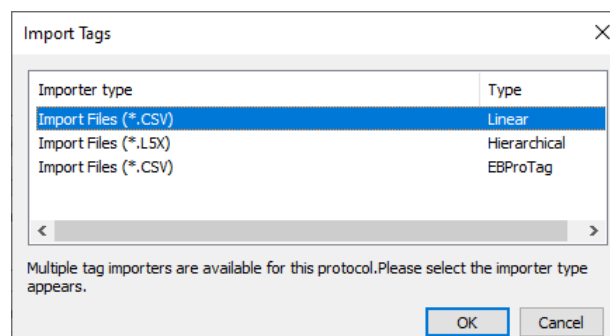 Import Tags
Importer type Type
Import Files (*.CSV) Linear
Import Files (*.L5X) Hierarchical
Import Files (*.CSV) EBProTag
Multiple tag importers are available for this protocol.Please select the importer type
appears.
OK Cancel